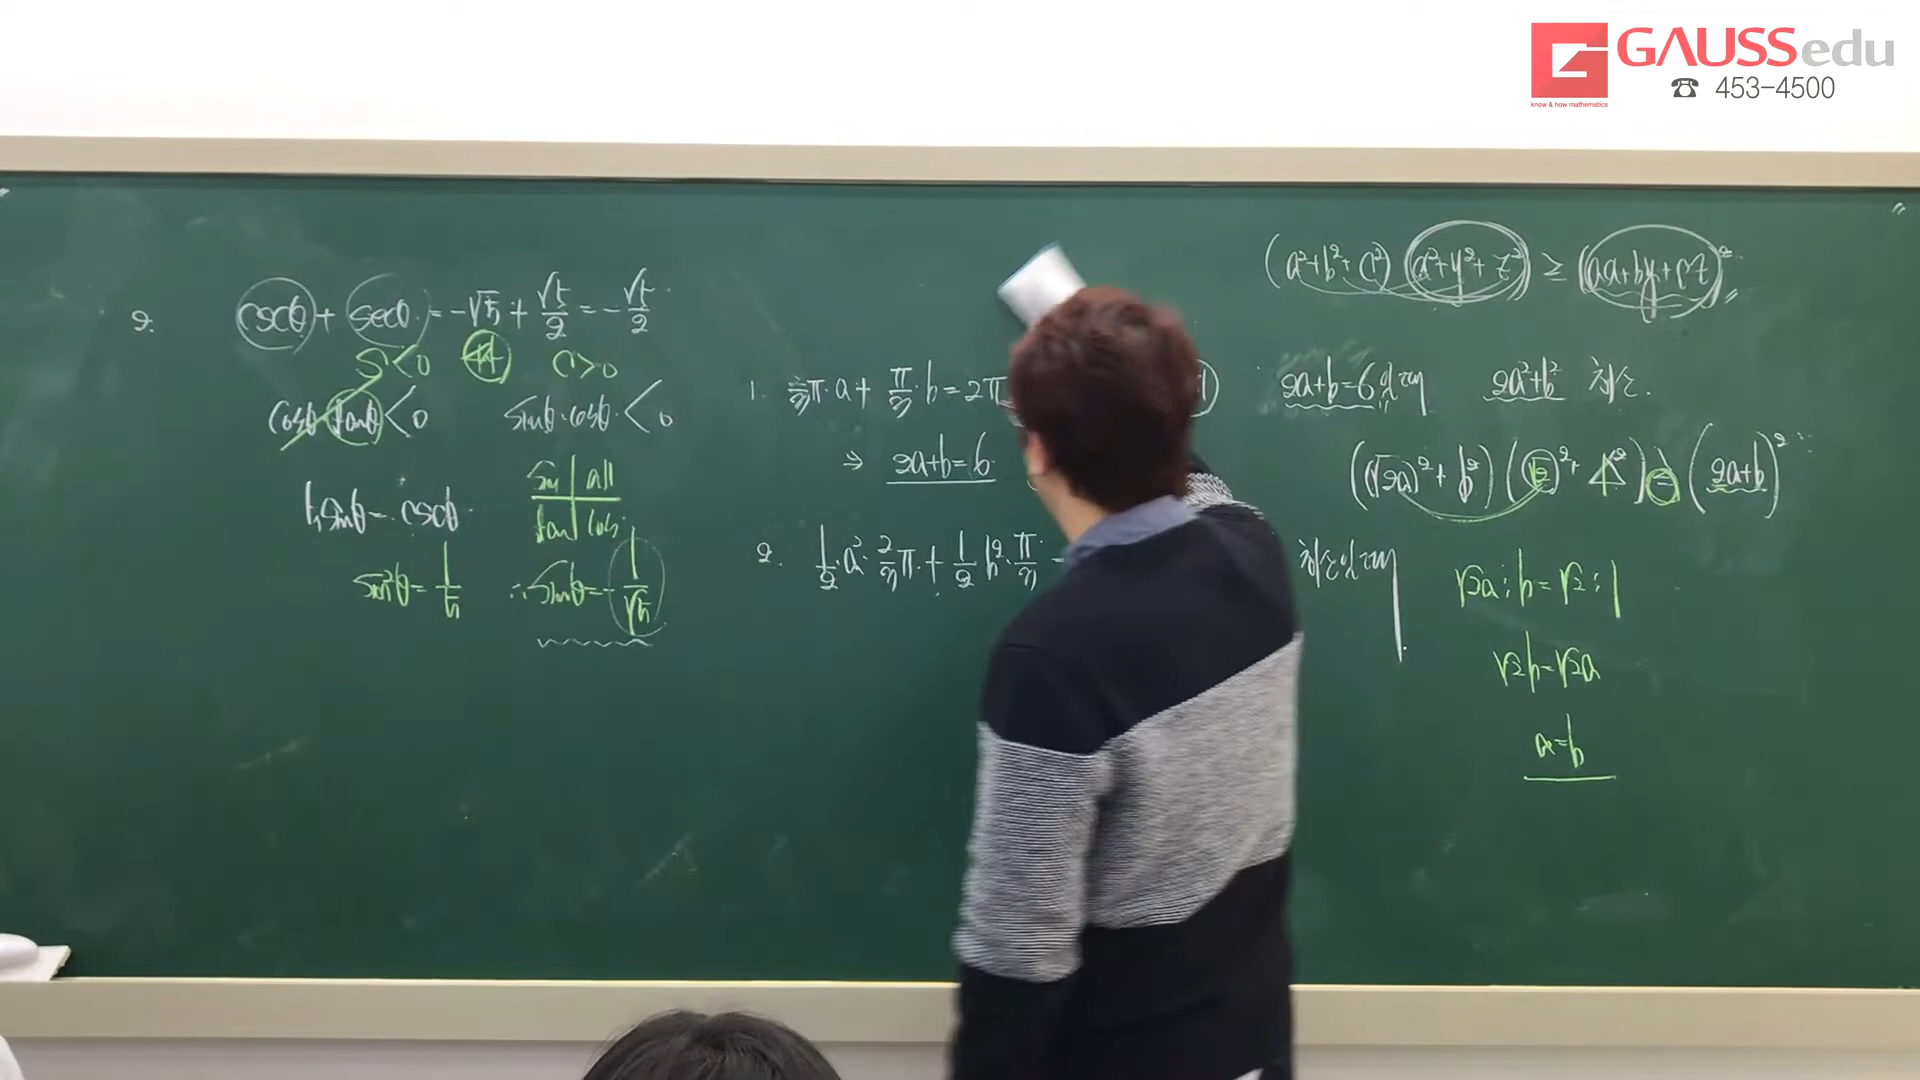 GAUSSedu
know & how mathematics
☎ 453-4500
(a²+b²+c²)(x²+y²+z²) ≥ (ax+by+cz)²
2. cscθ + secθ = -√5 + √5/2 = -√5/2
S<0 C>0
cosθ·tanθ<0 sinθ·cosθ<0
sin | all
tan | cos
5sinθ = cscθ
sin²θ = 1/5 ∴ sinθ = -1/√5
1. 2/3π·a + π/3·b = 2π
⇒ 2a+b=6
2. 1/2·a²·2/3π + 1/2·b²·π/3
2a+b=6일때 2a²+b² 최소.
((√2a)²+b²)(√2²+1²) ≥ (2a+b)²
최소일때
√2a : b = √2 : 1
√2b = √2a
a=b